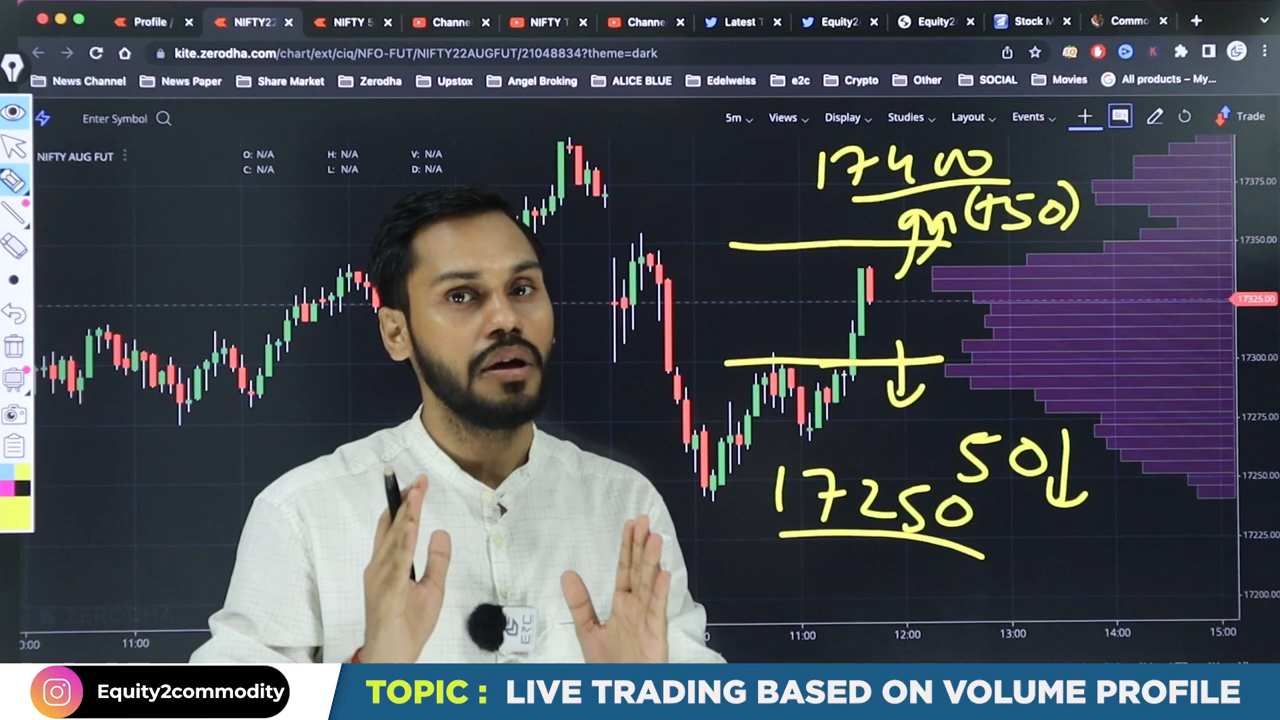 Profile /
NIFTY22
NIFTY 5
Channe
NIFTY T
Channe
Latest T
Equity2
Equity2
Stock M
Commo
kite.zerodha.com/chart/ext/ciq/NFO-FUT/NIFTY22AUGFUT/21048834?theme=dark
News Channel
News Paper
Share Market
Zerodha
Upstox
Angel Broking
ALICE BLUE
Edelweiss
e2c
Crypto
Other
SOCIAL
Movies
All products – My...
Enter Symbol
5m
Views
Display
Studies
Layout
Events
Trade
NIFTY AUG FUT
O: N/A
H: N/A
V: N/A
C: N/A
L: N/A
D: N/A
17400
(+50)
50
17250
17375.00
17350.00
17325.00
17300.00
17275.00
17250.00
17225.00
17200.00
ZERODHA
11:00
11:00
12:00
13:00
14:00
15:00
ERC
Equity2commodity
TOPIC : LIVE TRADING BASED ON VOLUME PROFILE